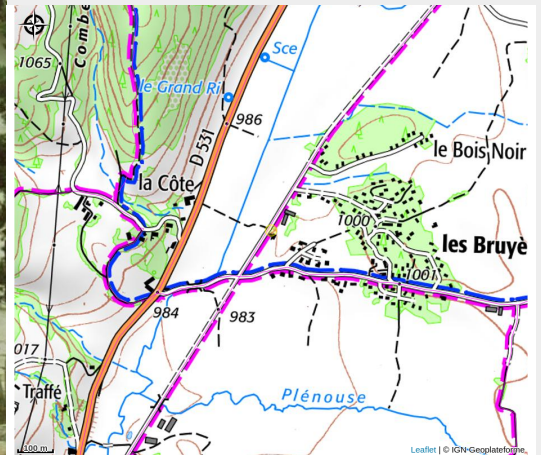 Combe
1065
Sce
le Grand Ri
986
D 531
le Bois Noir
la Côte
1000
les Bruyè
1001
984
983
017
Traffé
Plénouse
100 m
Leaflet | © IGN-Geoplateforme